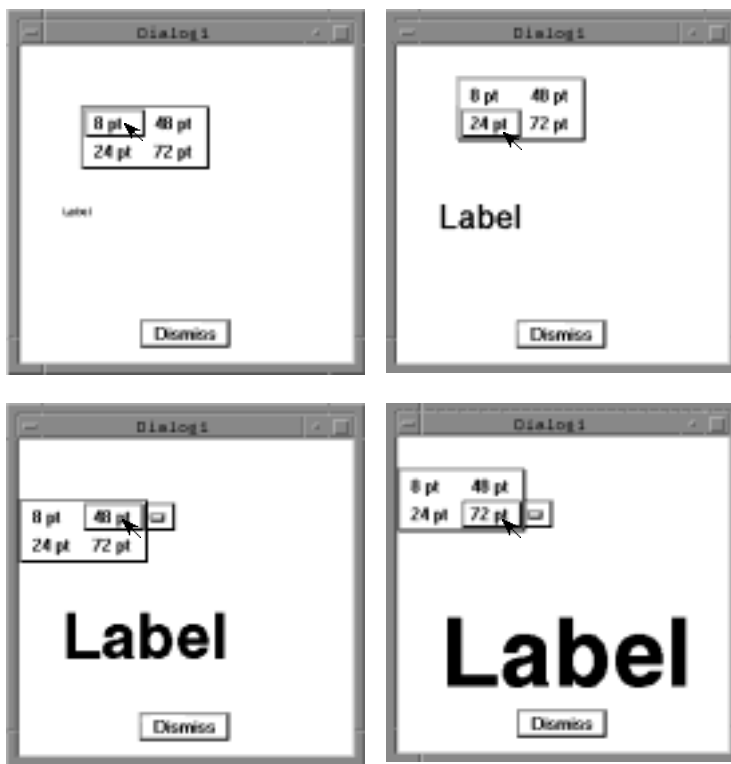 Dialog1
8 pt 48 pt
24 pt 72 pt
Label
Dismiss
Dialog1
8 pt 48 pt
24 pt 72 pt
Label
Dismiss
Dialog1
8 pt 48 pt
24 pt 72 pt
Label
Dismiss
Dialog1
8 pt 48 pt
24 pt 72 pt
Label
Dismiss